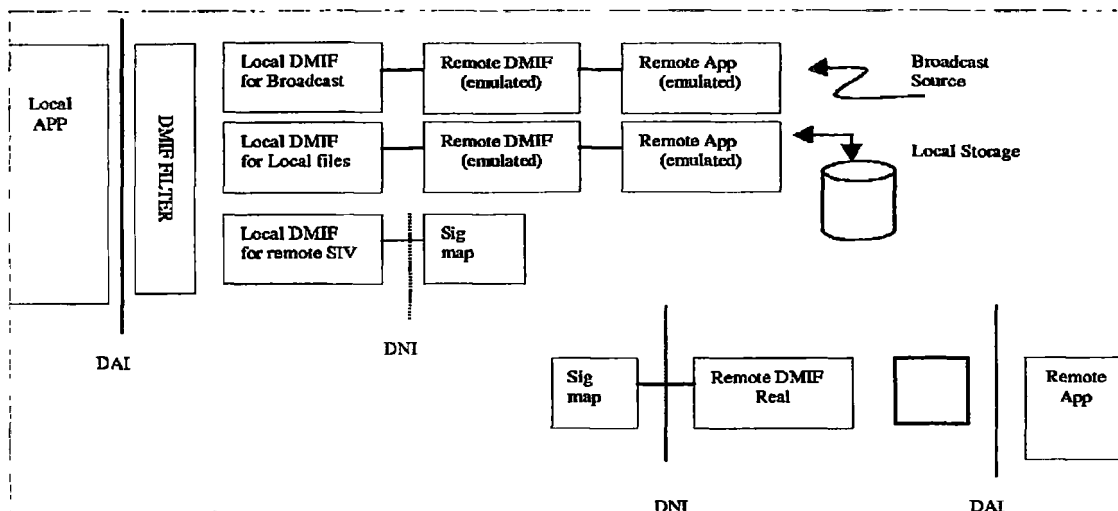 Local
APP
DMIF FILTER
Local DMIF
for Broadcast
Remote DMIF
(emulated)
Remote App
(emulated)
Broadcast
Source
Local DMIF
for Local files
Remote DMIF
(emulated)
Remote App
(emulated)
Local Storage
Local DMIF
for remote SIV
Sig
map
DAI
DNI
Sig
map
Remote DMIF
Real
Remote
App
DNI
DAI